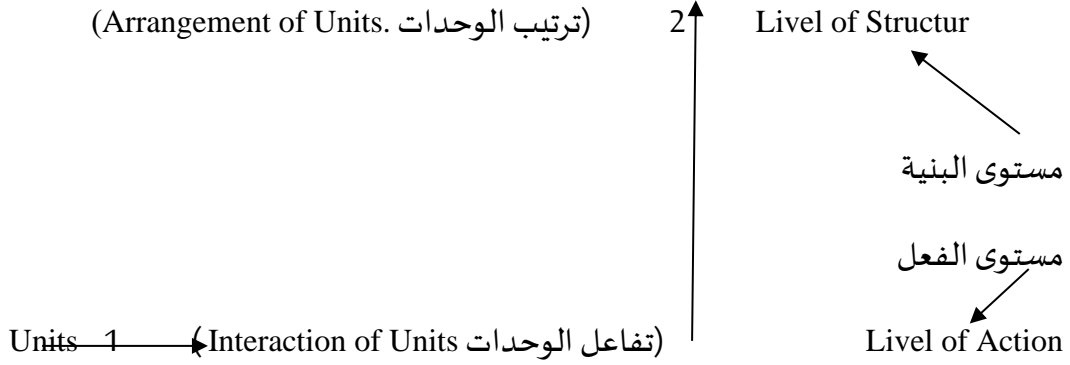 (Arrangement of Units. ترتيب الوحدات) 2 Livel of Structur
مستوى البنية
مستوى الفعل
Units 1 (Interaction of Units تفاعل الوحدات) Livel of Action